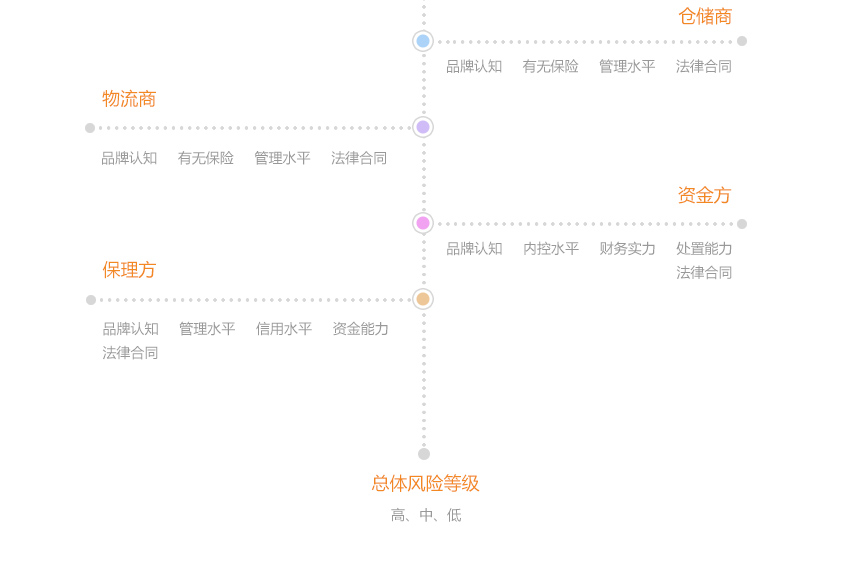 仓储商
品牌认知 有无保险 管理水平 法律合同
物流商
品牌认知 有无保险 管理水平 法律合同
资金方
品牌认知 内控水平 财务实力 处置能力
法律合同
保理方
品牌认知 管理水平 信用水平 资金能力
法律合同
总体风险等级
高、中、低